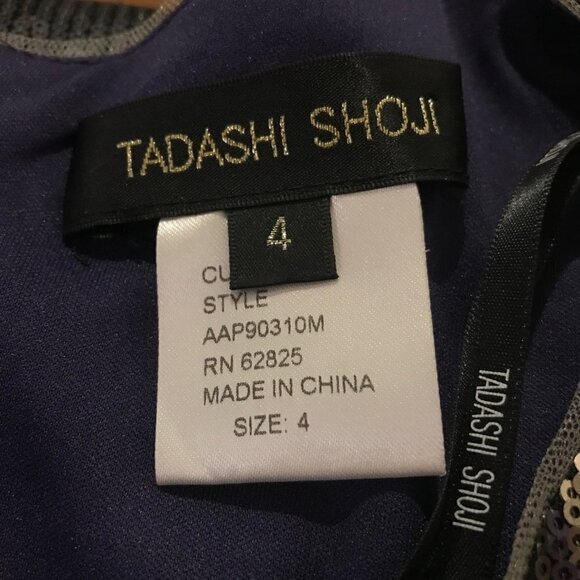 TADASHI SHOJI
4
STYLE
AAP90310M
RN 62825
MADE IN CHINA
SIZE: 4
TADASHI SHOJI